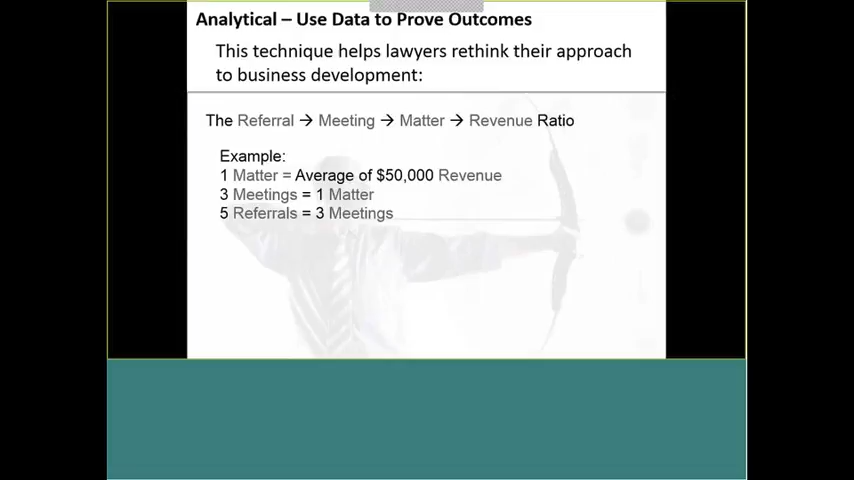 Analytical – Use Data to Prove Outcomes
This technique helps lawyers rethink their approach
to business development:
The Referral → Meeting → Matter → Revenue Ratio
Example:
1 Matter = Average of $50,000 Revenue
3 Meetings = 1 Matter
5 Referrals = 3 Meetings